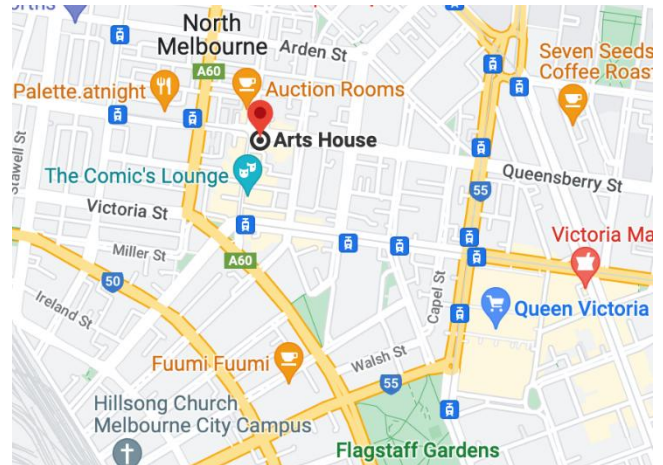 North
Melbourne
Arden St
Seven Seeds
Coffee Roast
A60
Palette.atnight
Auction Rooms
Arts House
Stawell St
The Comic's Lounge
Queensberry St
55
Victoria St
Victoria Ma
Miller St
A60
50
Capel St
Ireland St
Queen Victoria
Fuumi Fuumi
Walsh St
55
Hillsong Church
Melbourne City Campus
Flagstaff Gardens